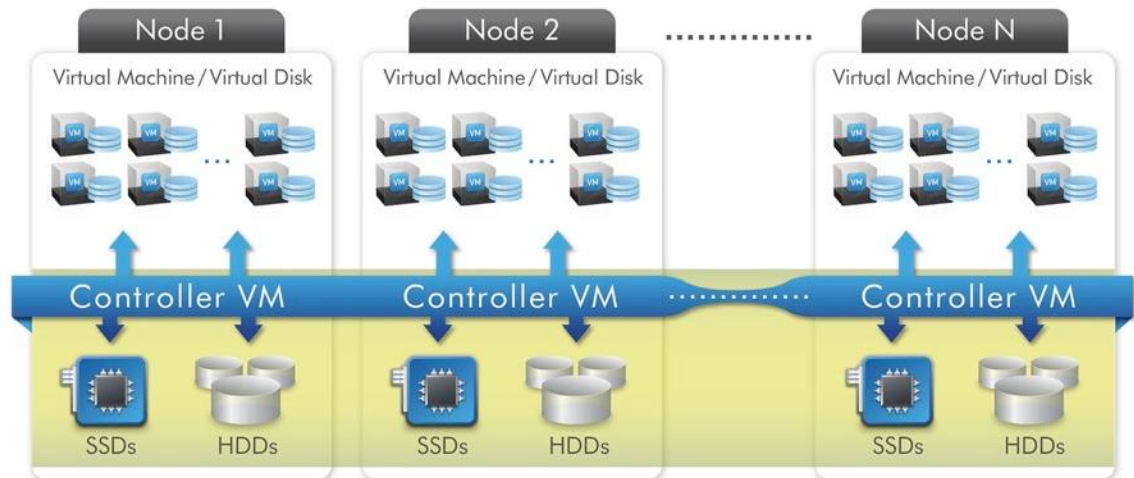 Node 1
Node 2
Node N
Virtual Machine/Virtual Disk
Virtual Machine/Virtual Disk
Virtual Machine/Virtual Disk
VM VM VM VM VM VM VM VM VM
...
...
...
VM VM VM VM VM VM VM VM VM
Controller VM
Controller VM
Controller VM
SSDs HDDs
SSDs HDDs
SSDs HDDs